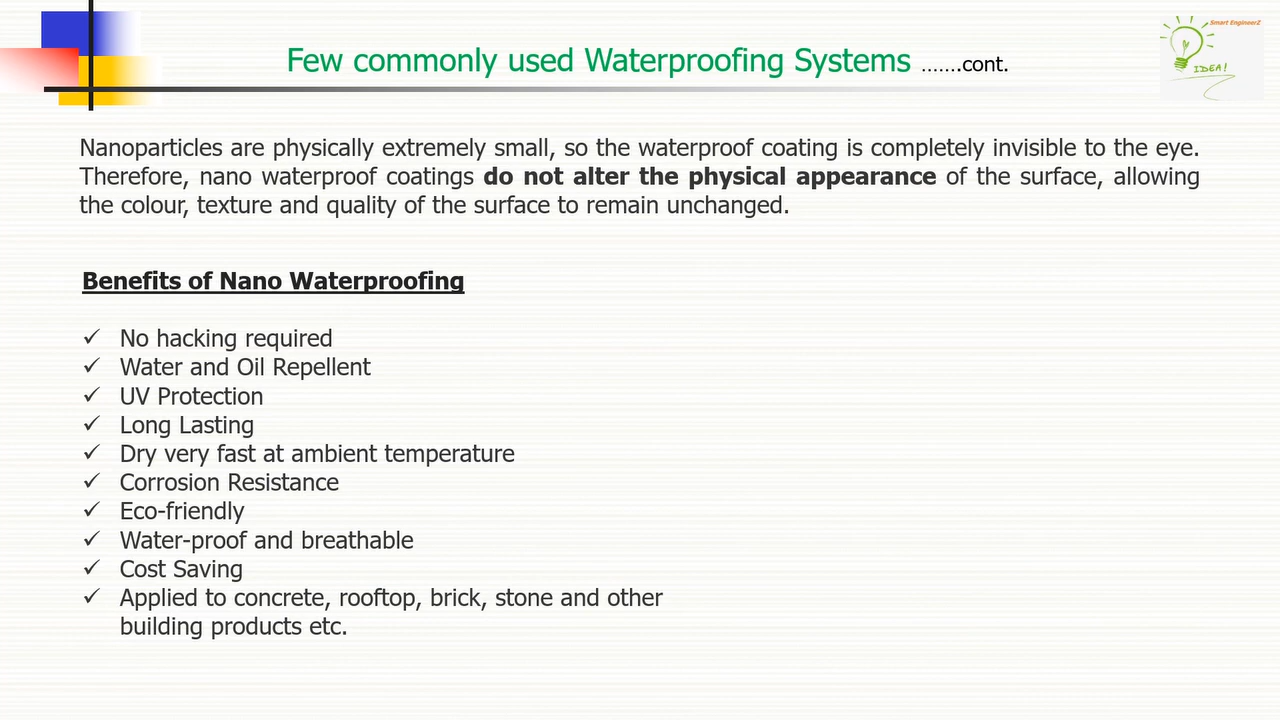 Few commonly used Waterproofing Systems …….cont.
Smart EngineerZ
IDEA!
Nanoparticles are physically extremely small, so the waterproof coating is completely invisible to the eye.
Therefore, nano waterproof coatings do not alter the physical appearance of the surface, allowing
the colour, texture and quality of the surface to remain unchanged.
Benefits of Nano Waterproofing
✓ No hacking required
✓ Water and Oil Repellent
✓ UV Protection
✓ Long Lasting
✓ Dry very fast at ambient temperature
✓ Corrosion Resistance
✓ Eco-friendly
✓ Water-proof and breathable
✓ Cost Saving
✓ Applied to concrete, rooftop, brick, stone and other
building products etc.